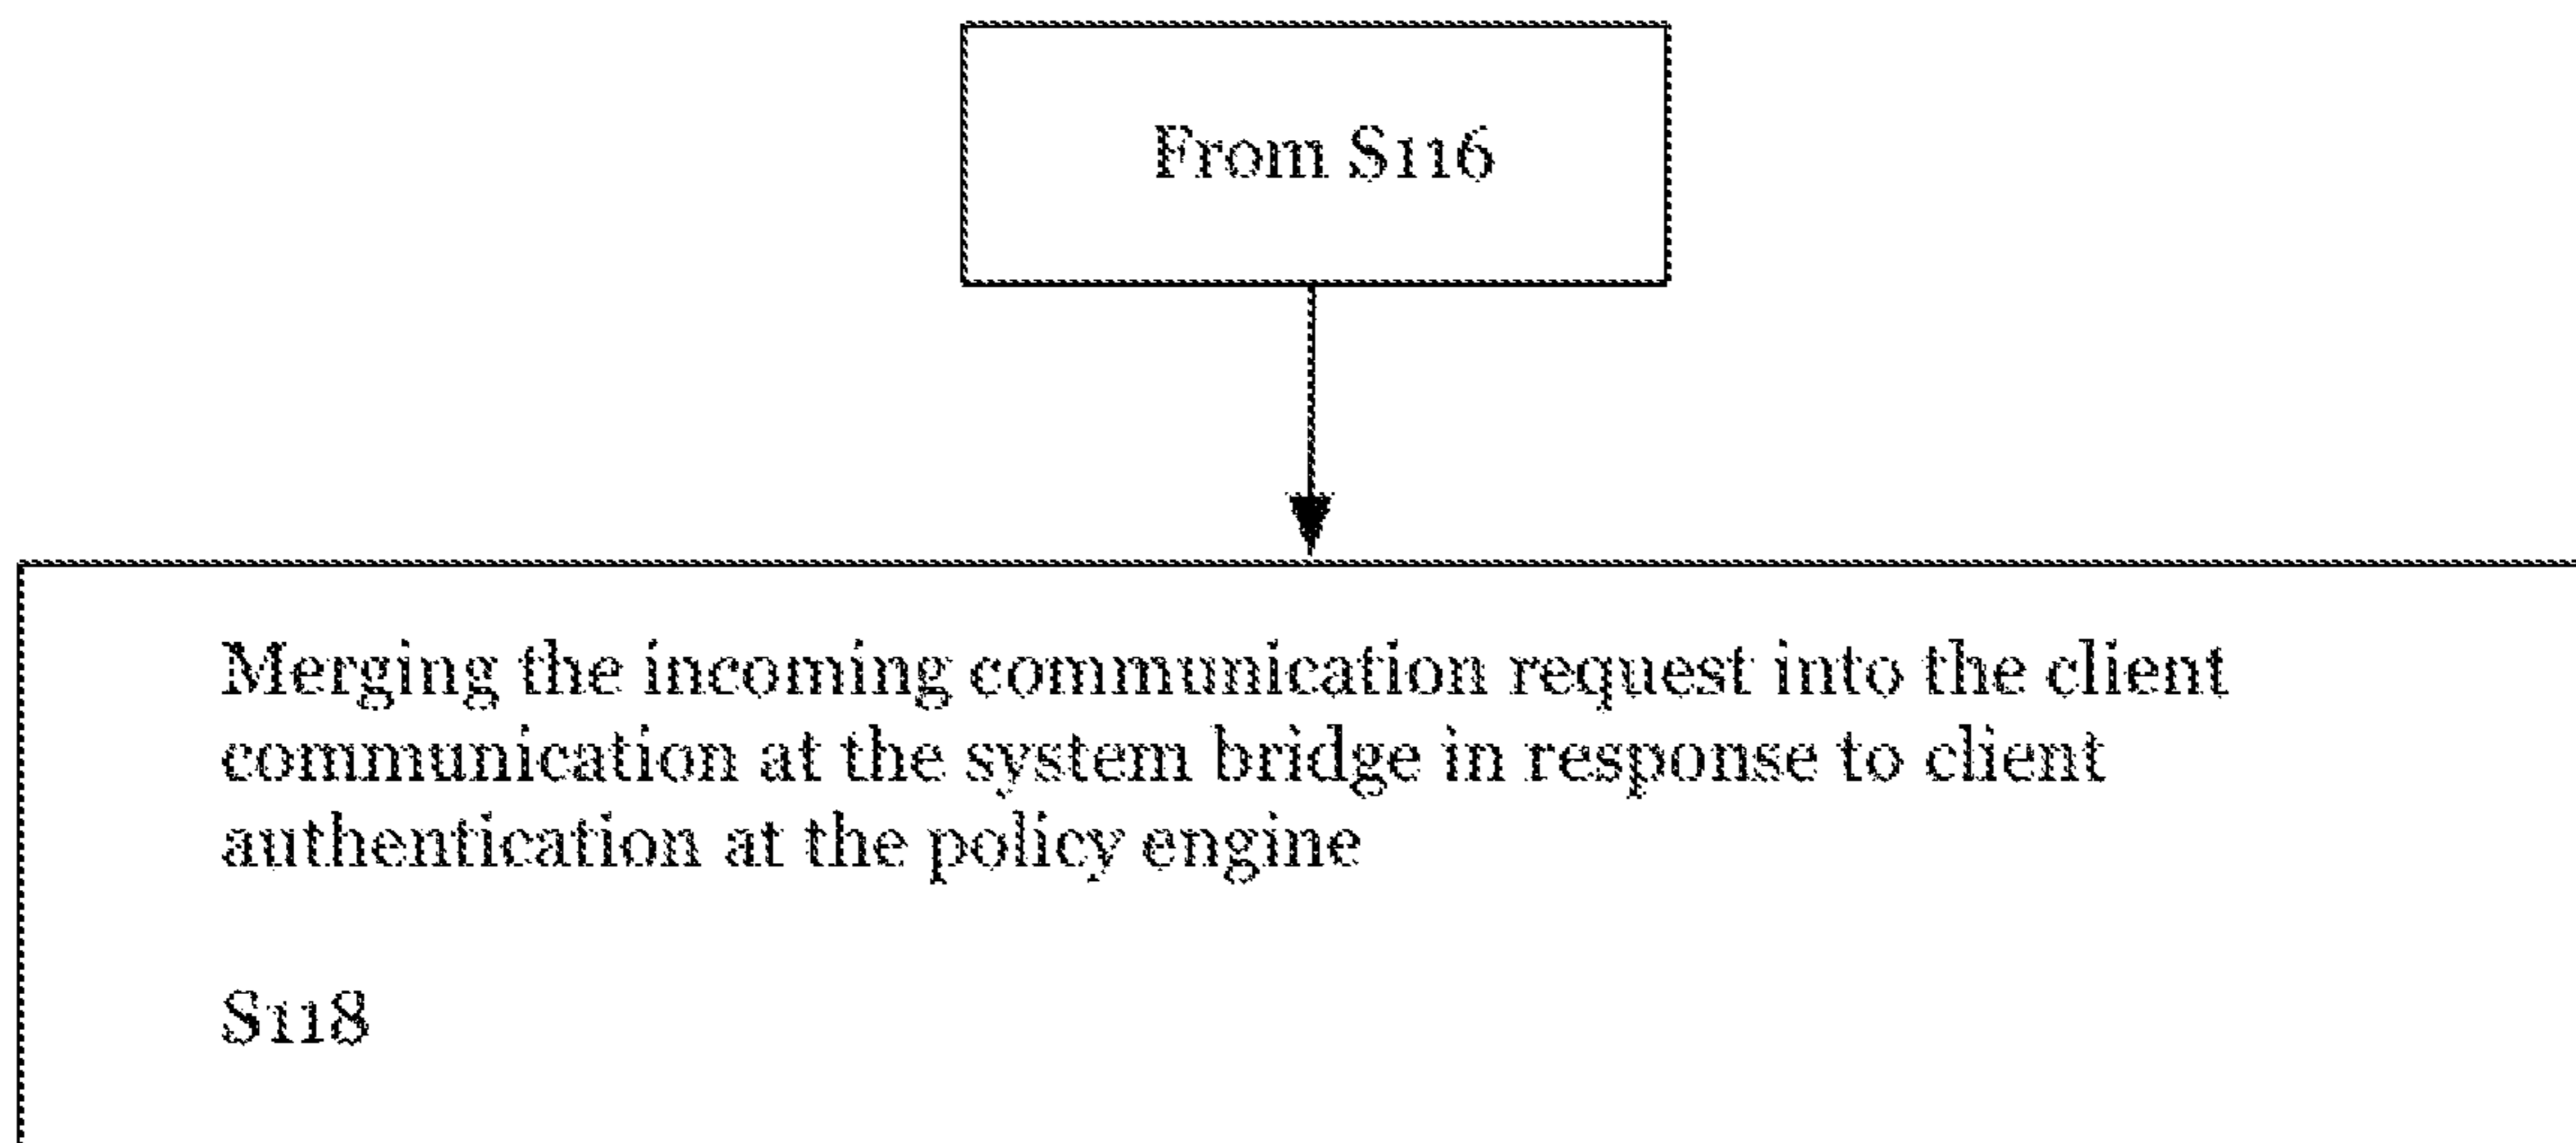 From S116
Merging the incoming communication request into the client
communication at the system bridge in response to client
authentication at the policy engine
S118